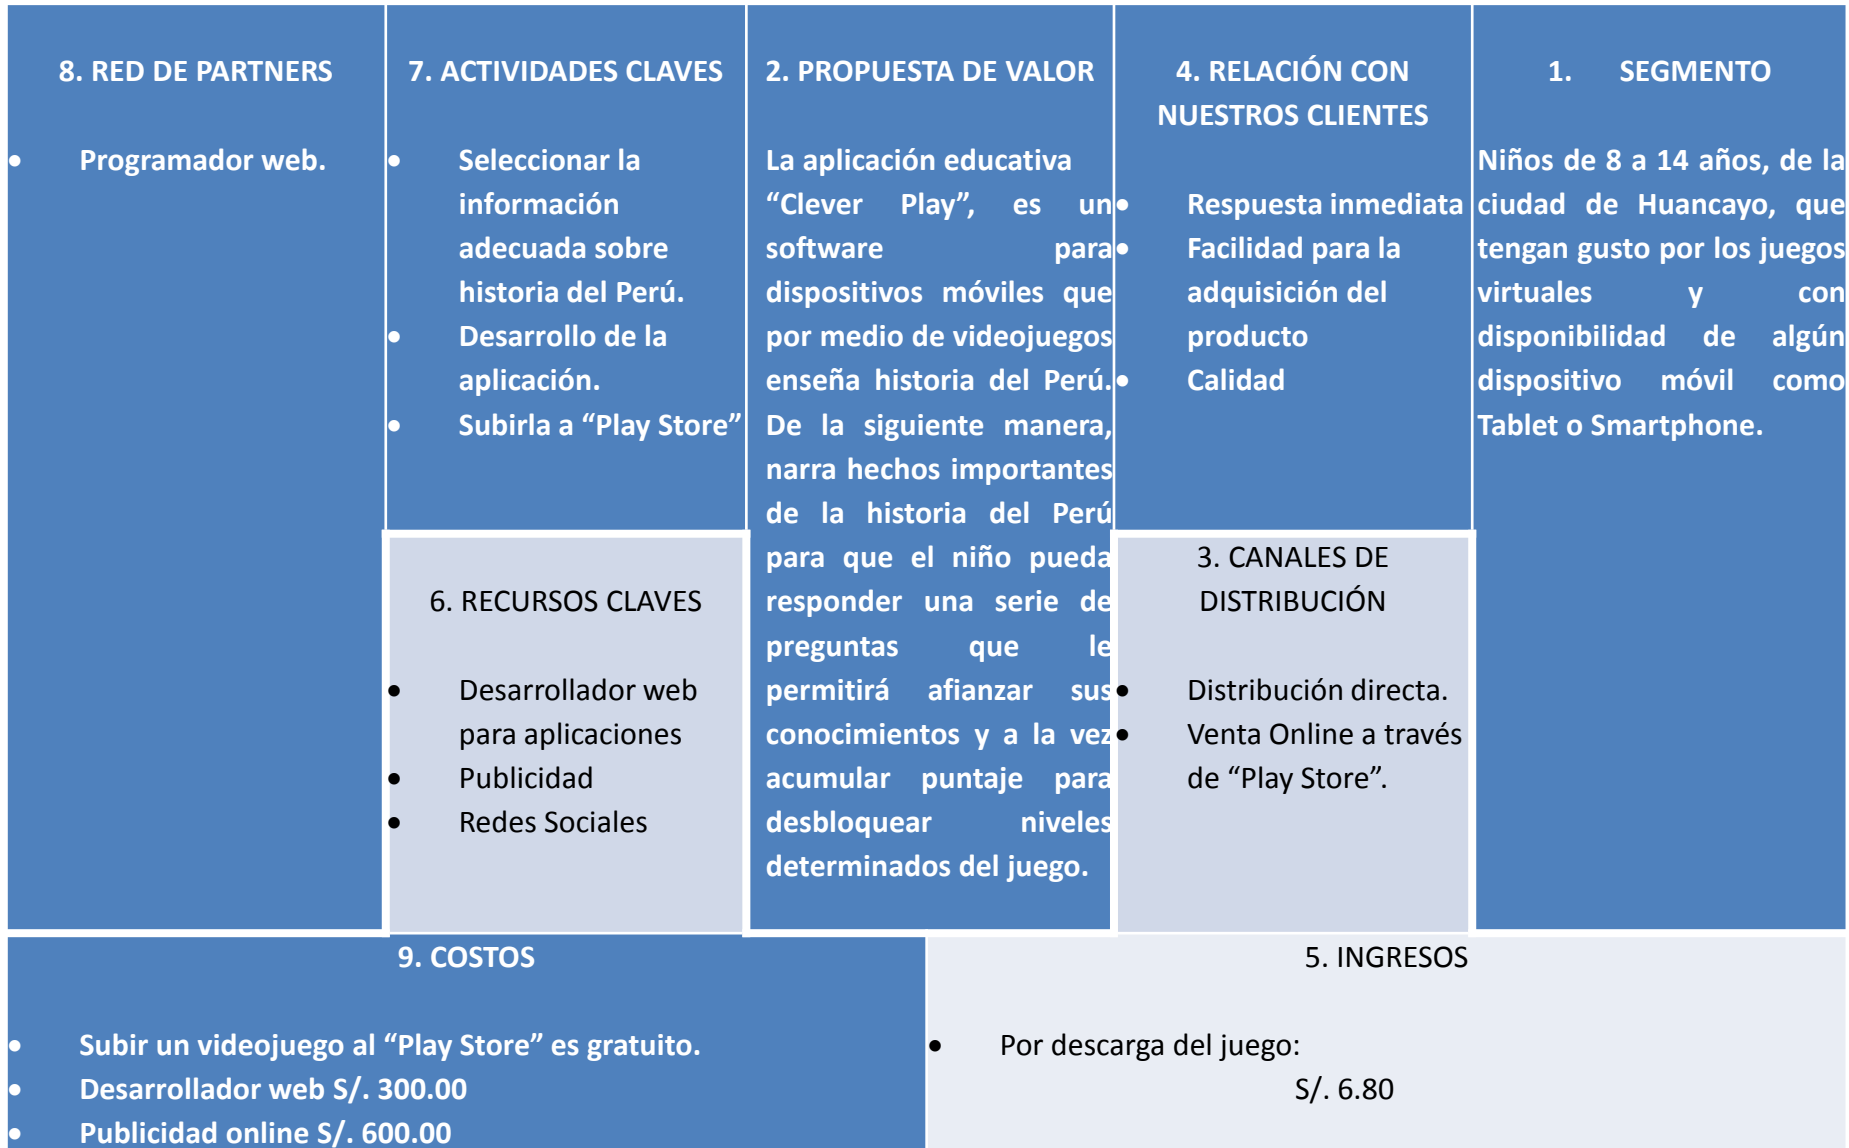 8. RED DE PARTNERS
• Programador web.
7. ACTIVIDADES CLAVES
• Seleccionar la
información
adecuada sobre
historia del Perú.
• Desarrollo de la
aplicación.
• Subirla a “Play Store”
6. RECURSOS CLAVES
• Desarrollador web
para aplicaciones
• Publicidad
• Redes Sociales
2. PROPUESTA DE VALOR
La aplicación educativa
“Clever Play”, es un
software para
dispositivos móviles que
por medio de videojuegos
enseña historia del Perú.
De la siguiente manera,
narra hechos importantes
de la historia del Perú
para que el niño pueda
responder una serie de
preguntas que le
permitirá afianzar sus
conocimientos y a la vez
acumular puntaje para
desbloquear niveles
determinados del juego.
4. RELACIÓN CON
NUESTROS CLIENTES
• Respuesta inmediata
• Facilidad para la
adquisición del
producto
• Calidad
3. CANALES DE
DISTRIBUCIÓN
• Distribución directa.
• Venta Online a través
de “Play Store”.
1. SEGMENTO
Niños de 8 a 14 años, de la
ciudad de Huancayo, que
tengan gusto por los juegos
virtuales y con
disponibilidad de algún
dispositivo móvil como
Tablet o Smartphone.
9. COSTOS
• Subir un videojuego al “Play Store” es gratuito.
• Desarrollador web S/. 300.00
• Publicidad online S/. 600.00
5. INGRESOS
• Por descarga del juego:
S/. 6.80